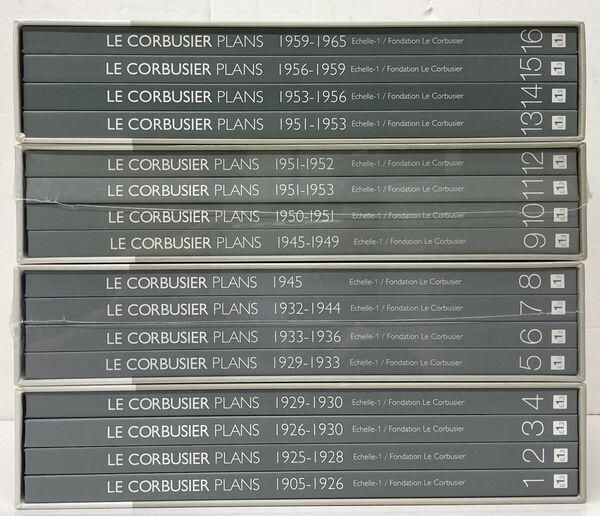 LE CORBUSIER PLANS 1959-1965 Echelle-1 / Fondation Le Corbusier 16
LE CORBUSIER PLANS 1956-1959 Echelle-1 / Fondation Le Corbusier 15
LE CORBUSIER PLANS 1953-1956 Echelle-1 / Fondation Le Corbusier 14
LE CORBUSIER PLANS 1951-1953 Echelle-1 / Fondation Le Corbusier 13
LE CORBUSIER PLANS 1951-1952 Echelle-1 / Fondation Le Corbusier 12
LE CORBUSIER PLANS 1951-1953 Echelle-1 / Fondation Le Corbusier 11
LE CORBUSIER PLANS 1950-1951 Echelle-1 / Fondation Le Corbusier 10
LE CORBUSIER PLANS 1945-1949 Echelle-1 / Fondation Le Corbusier 9
LE CORBUSIER PLANS 1945 Echelle-1 / Fondation Le Corbusier 8
LE CORBUSIER PLANS 1932-1944 Echelle-1 / Fondation Le Corbusier 7
LE CORBUSIER PLANS 1933-1936 Echelle-1 / Fondation Le Corbusier 6
LE CORBUSIER PLANS 1929-1933 Echelle-1 / Fondation Le Corbusier 5
LE CORBUSIER PLANS 1929-1930 Echelle-1 / Fondation Le Corbusier 4
LE CORBUSIER PLANS 1926-1930 Echelle-1 / Fondation Le Corbusier 3
LE CORBUSIER PLANS 1925-1928 Echelle-1 / Fondation Le Corbusier 2
LE CORBUSIER PLANS 1905-1926 Echelle-1 / Fondation Le Corbusier 1